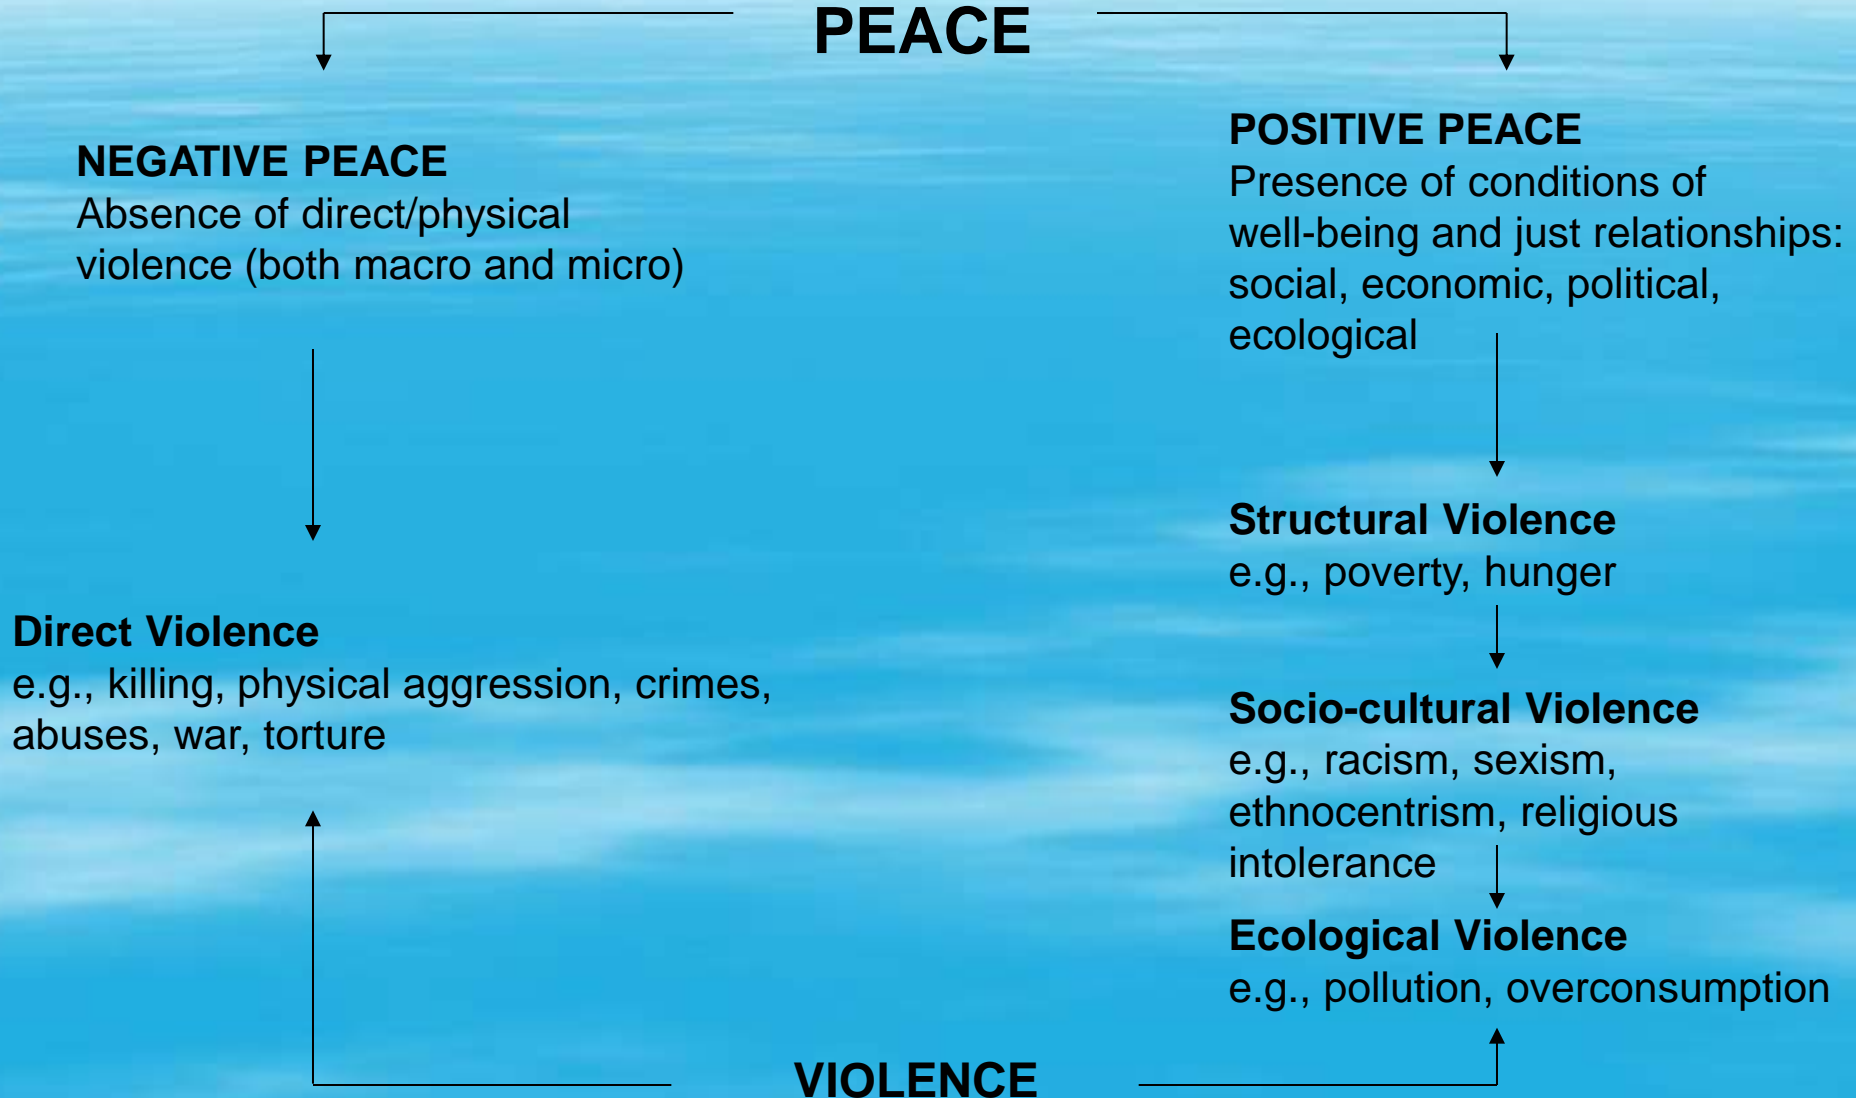 PEACE
NEGATIVE PEACE
Absence of direct/physical
violence (both macro and micro)
POSITIVE PEACE
Presence of conditions of
well-being and just relationships:
social, economic, political,
ecological
Direct Violence
e.g., killing, physical aggression, crimes,
abuses, war, torture
Structural Violence
e.g., poverty, hunger
Socio-cultural Violence
e.g., racism, sexism,
ethnocentrism, religious
intolerance
Ecological Violence
e.g., pollution, overconsumption
VIOLENCE